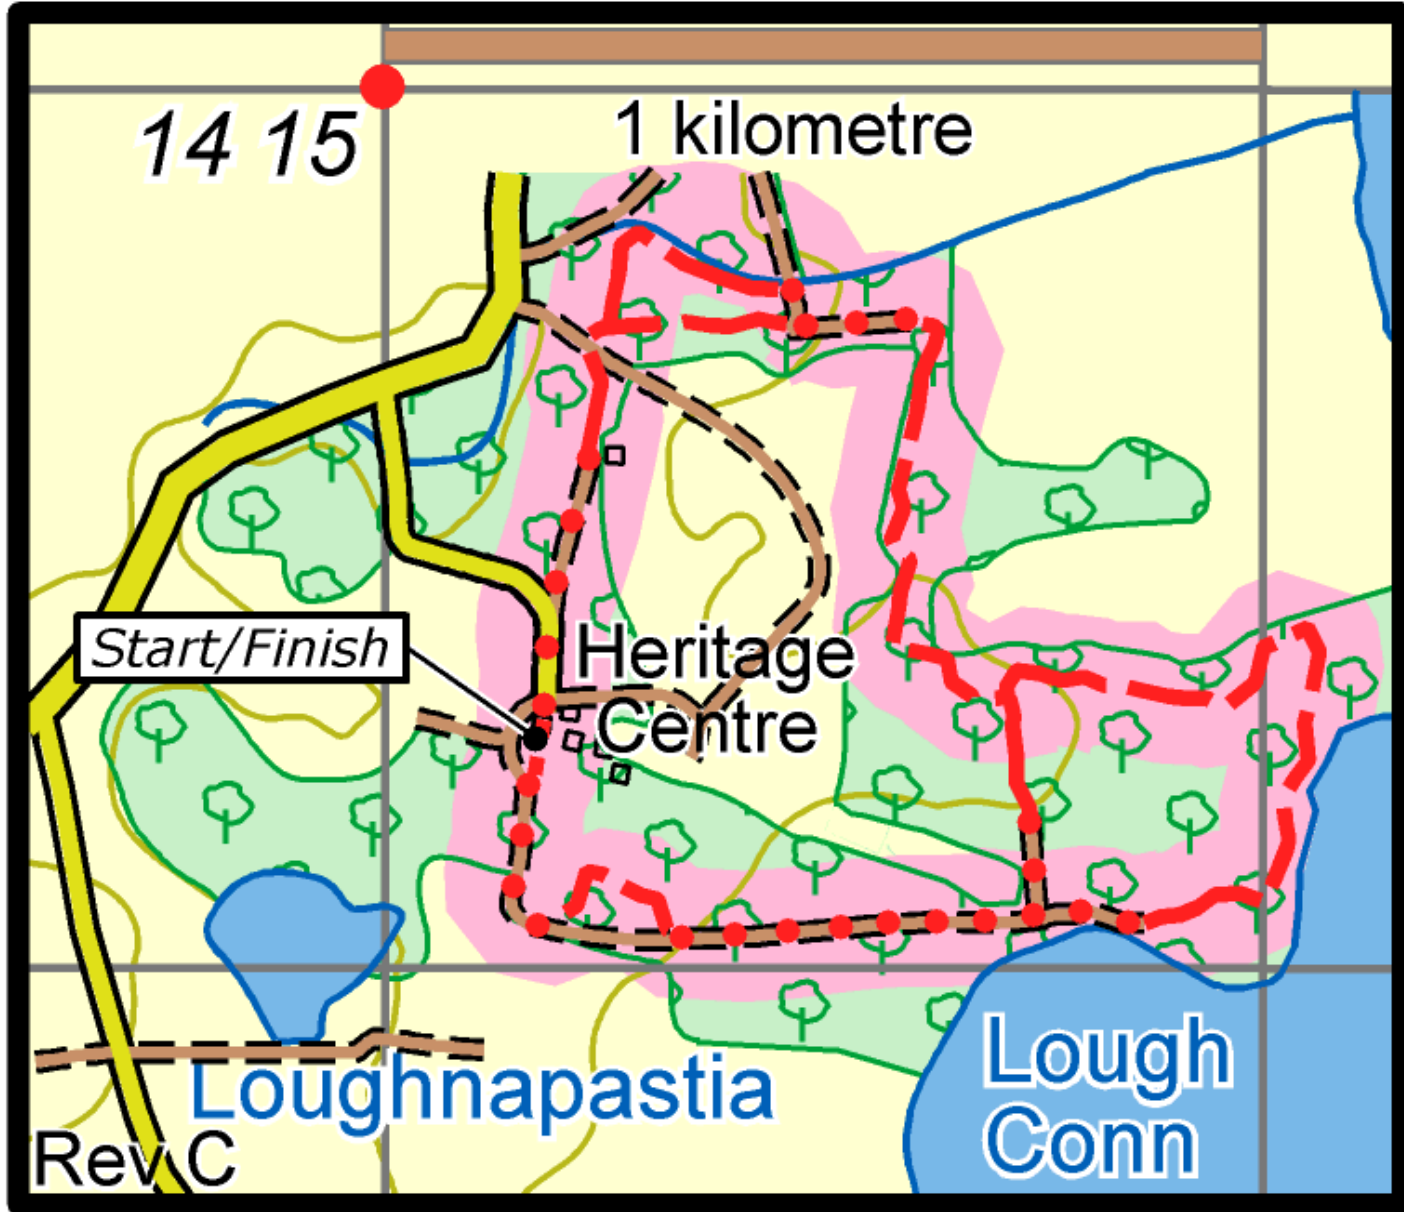 14 15
1 kilometre
Start/Finish
Heritage
Centre
Lough
Conn
Loughnapastia
Rev C